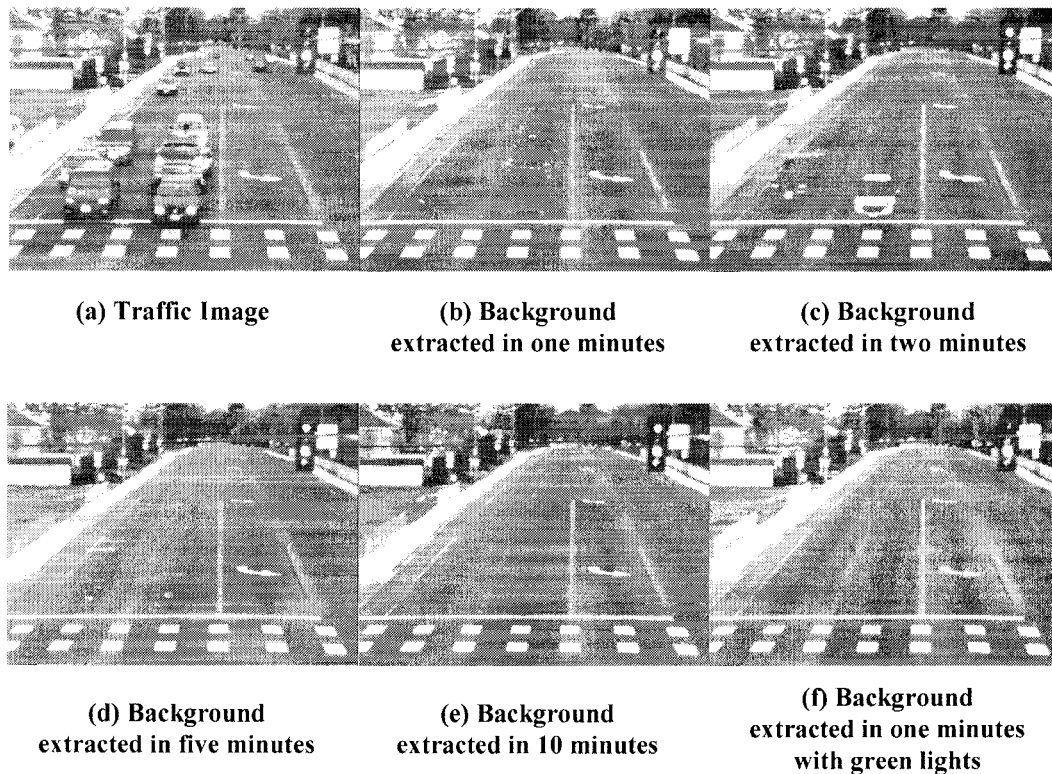 (a) Traffic Image
(b) Background
extracted in one minutes
(c) Background
extracted in two minutes
(d) Background
extracted in five minutes
(e) Background
extracted in 10 minutes
(f) Background
extracted in one minutes
with green lights